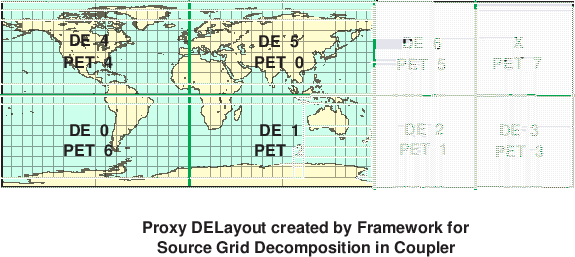 DE 4 DE 5 DE 6 X
PET 4 PET 0 PET 5 PET 7
DE 0 DE 1 DE 2 DE-3
PET 6 PET 2 PET 1 PET-3
Proxy DELayout created by Framework for
Source Grid Decomposition in Coupler